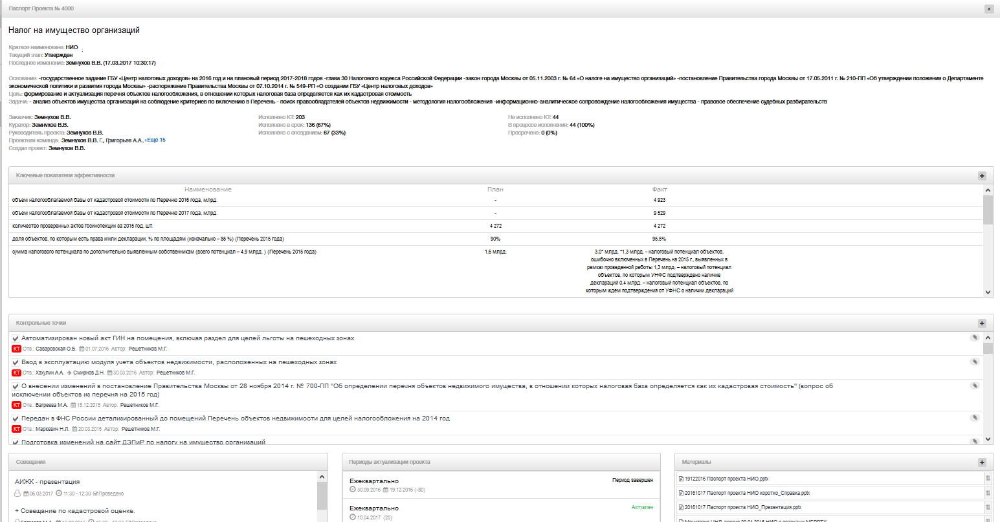 Паспорт Проекта № 4000
Налог на имущество организаций
Краткое наименоване: НИО ;
Текущий этап: Утвержден
Последнее изменение: Земнухов В.В. (17.03.2017 10:30:17)
Основание: -государственное задание ГБУ «Центр налоговых доходов» на 2016 год и на плановый период 2017-2018 годов -глава 30 Налогового кодекса Российской Федерации -закон города Москвы от 05.11.2003 г. № 64 «О налоге на имущество организаций» -постановление Правительства города Москвы от 17.05.2011 г. № 210-ПП «Об утверждении положения о Департаменте
экономической политики и развития города Москвы» -распоряжение Правительства Москвы от 07.10.2014 г. № 549-РП «О создании ГБУ «Центр налоговых доходов»
Цель: формирование и актуализация перечня объектов налогообложения, в отношении которых налоговая база определяется как их кадастровая стоимость
Задачи: - анализ объектов имущества организаций на соблюдение критериев по включению в Перечень - поиск правообладателей объектов недвижимости - методология налогообложения -информационно-аналитическое сопровождение налогообложения имущества - правовое обеспечение судебных разбирательств
Заказчик: Земнухов В.В. Исполнено КТ: 203 Не исполнено КТ: 44
Куратор: Земнухов В.В. Исполнено в срок: 136 (67%) В процессе исполнения: 44 (100%)
Руководитель проекта: Земнухов В.В. Исполнено с опозданием: 67 (33%) Просрочено: 0 (0%)
Проектная команда: Земнухов В.В. Г., Григорьев А.А.,+Еще 15
Создал проект: Земнухов В.В.
Ключевые показатели эффективности
Наименование План Факт
объем налогооблагаемой базы от кадастровой стоимости по Перечню 2016 года, млрд. - 4 923
объем налогооблагаемой базы от кадастровой стоимости по Перечню 2017 года, млрд. - 9 529
количество проверенных актов Госинспекции за 2015 год, шт. 4 272 4 272
доля объектов, по которым есть права и/или декларации, % по площадям (изначально – 85 %) (Перечень 2015 года) 90% 95,5%
сумма налогового потенциала по дополнительно выявленным собственникам (всего потенциал – 4,9 млрд. ) (Перечень 2015 года) 1,6 млрд. 3,0* млрд. *1,3 млрд. - налоговый потенциал объектов,
ошибочно включенных в Перечень на 2015 г., выявленных в
рамках проведенной работы 1,3 млрд. – налоговый потенциал
объектов, по которым УНФС подтверждено наличие
деклараций 0,4 млрд. – налоговый потенциал объектов, по
которым ждем подтверждения от УФНС о наличии деклараций
Контрольные точки
Автоматизирован новый акт ГИН на помещения, включая раздел для целей льготы на пешеходных зонах
КТ Отв.: Саваровская О.Б. 01.07.2016 Автор: Решетников М.Г.
Ввод в эксплуатацию модуля учета объектов недвижимости, расположенных на пешеходных зонах
КТ Отв.: Хахулин А.А. Смирнов Д.Н. 30.03.2016 Автор: Решетников М.Г.
О внесении изменений в постановление Правительства Москвы от 28 ноября 2014 г. № 700-ПП "Об определении перечня объектов недвижимого имущества, в отношении которых налоговая база определяется как их кадастровая стоимость" (вопрос об
исключении объектов из перечня на 2015 год)
КТ Отв.: Багреева М.А. 15.12.2015 Автор: Решетников М.Г.
Передан в ФНС России детализированный до помещений Перечень объектов недвижимости для целей налогообложения на 2014 год
КТ Отв.: Маркевич Н.Л. 20.03.2015 Автор: Решетников М.Г.
Подготовка изменений на сайт ДЭПиР по налогу на имущество организаций
Совещания
АИЖК - презентация
06.03.2017 11:30 - 12:30 Проведено
+ Совещание по кадастровой оценке.
Периоды актуализации проекта
Ежеквартально Период завершен
30.09.2016 19.12.2016 (-80)
Ежеквартально Актуален
10.04.2017 (20)
Материалы
19122016 Паспорт проекта НИО.pptx
20161017 Паспорт проекта НИО коротко_Справка.pptx
20161017 Паспорт проекта НИО_Презентация.pptx